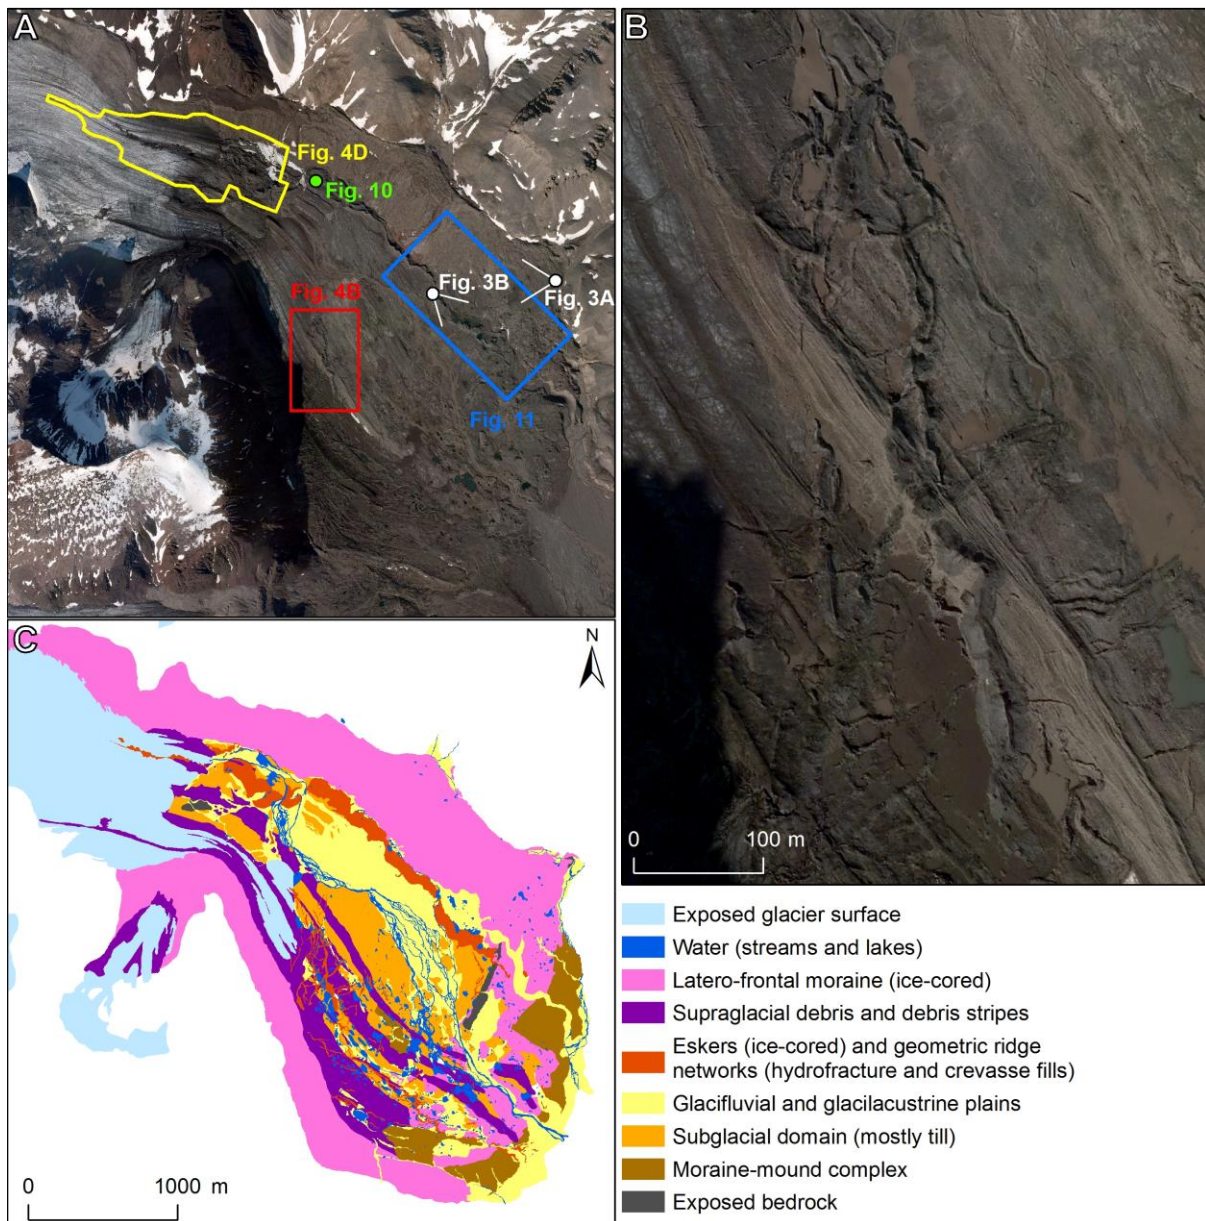 A
Fig. 4D
Fig. 10
Fig. 3B
Fig. 3A
Fig. 4B
Fig. 11
B
0 100 m
C
N
0 1000 m
Exposed glacier surface
Water (streams and lakes)
Latero-frontal moraine (ice-cored)
Supraglacial debris and debris stripes
Eskers (ice-cored) and geometric ridge
networks (hydrofracture and crevasse fills)
Glacifluvial and glacilacustrine plains
Subglacial domain (mostly till)
Moraine-mound complex
Exposed bedrock